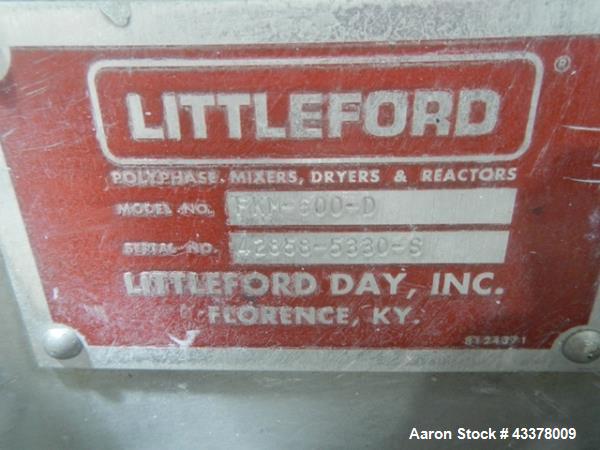 LITTLEFORD
®
POLYPHASE MIXERS, DRYERS & REACTORS
MODEL NO. FKM-600-D
SERIAL NO.
LITTLEFORD DAY, INC.
FLORENCE, KY.
Aaron Stock #43378009